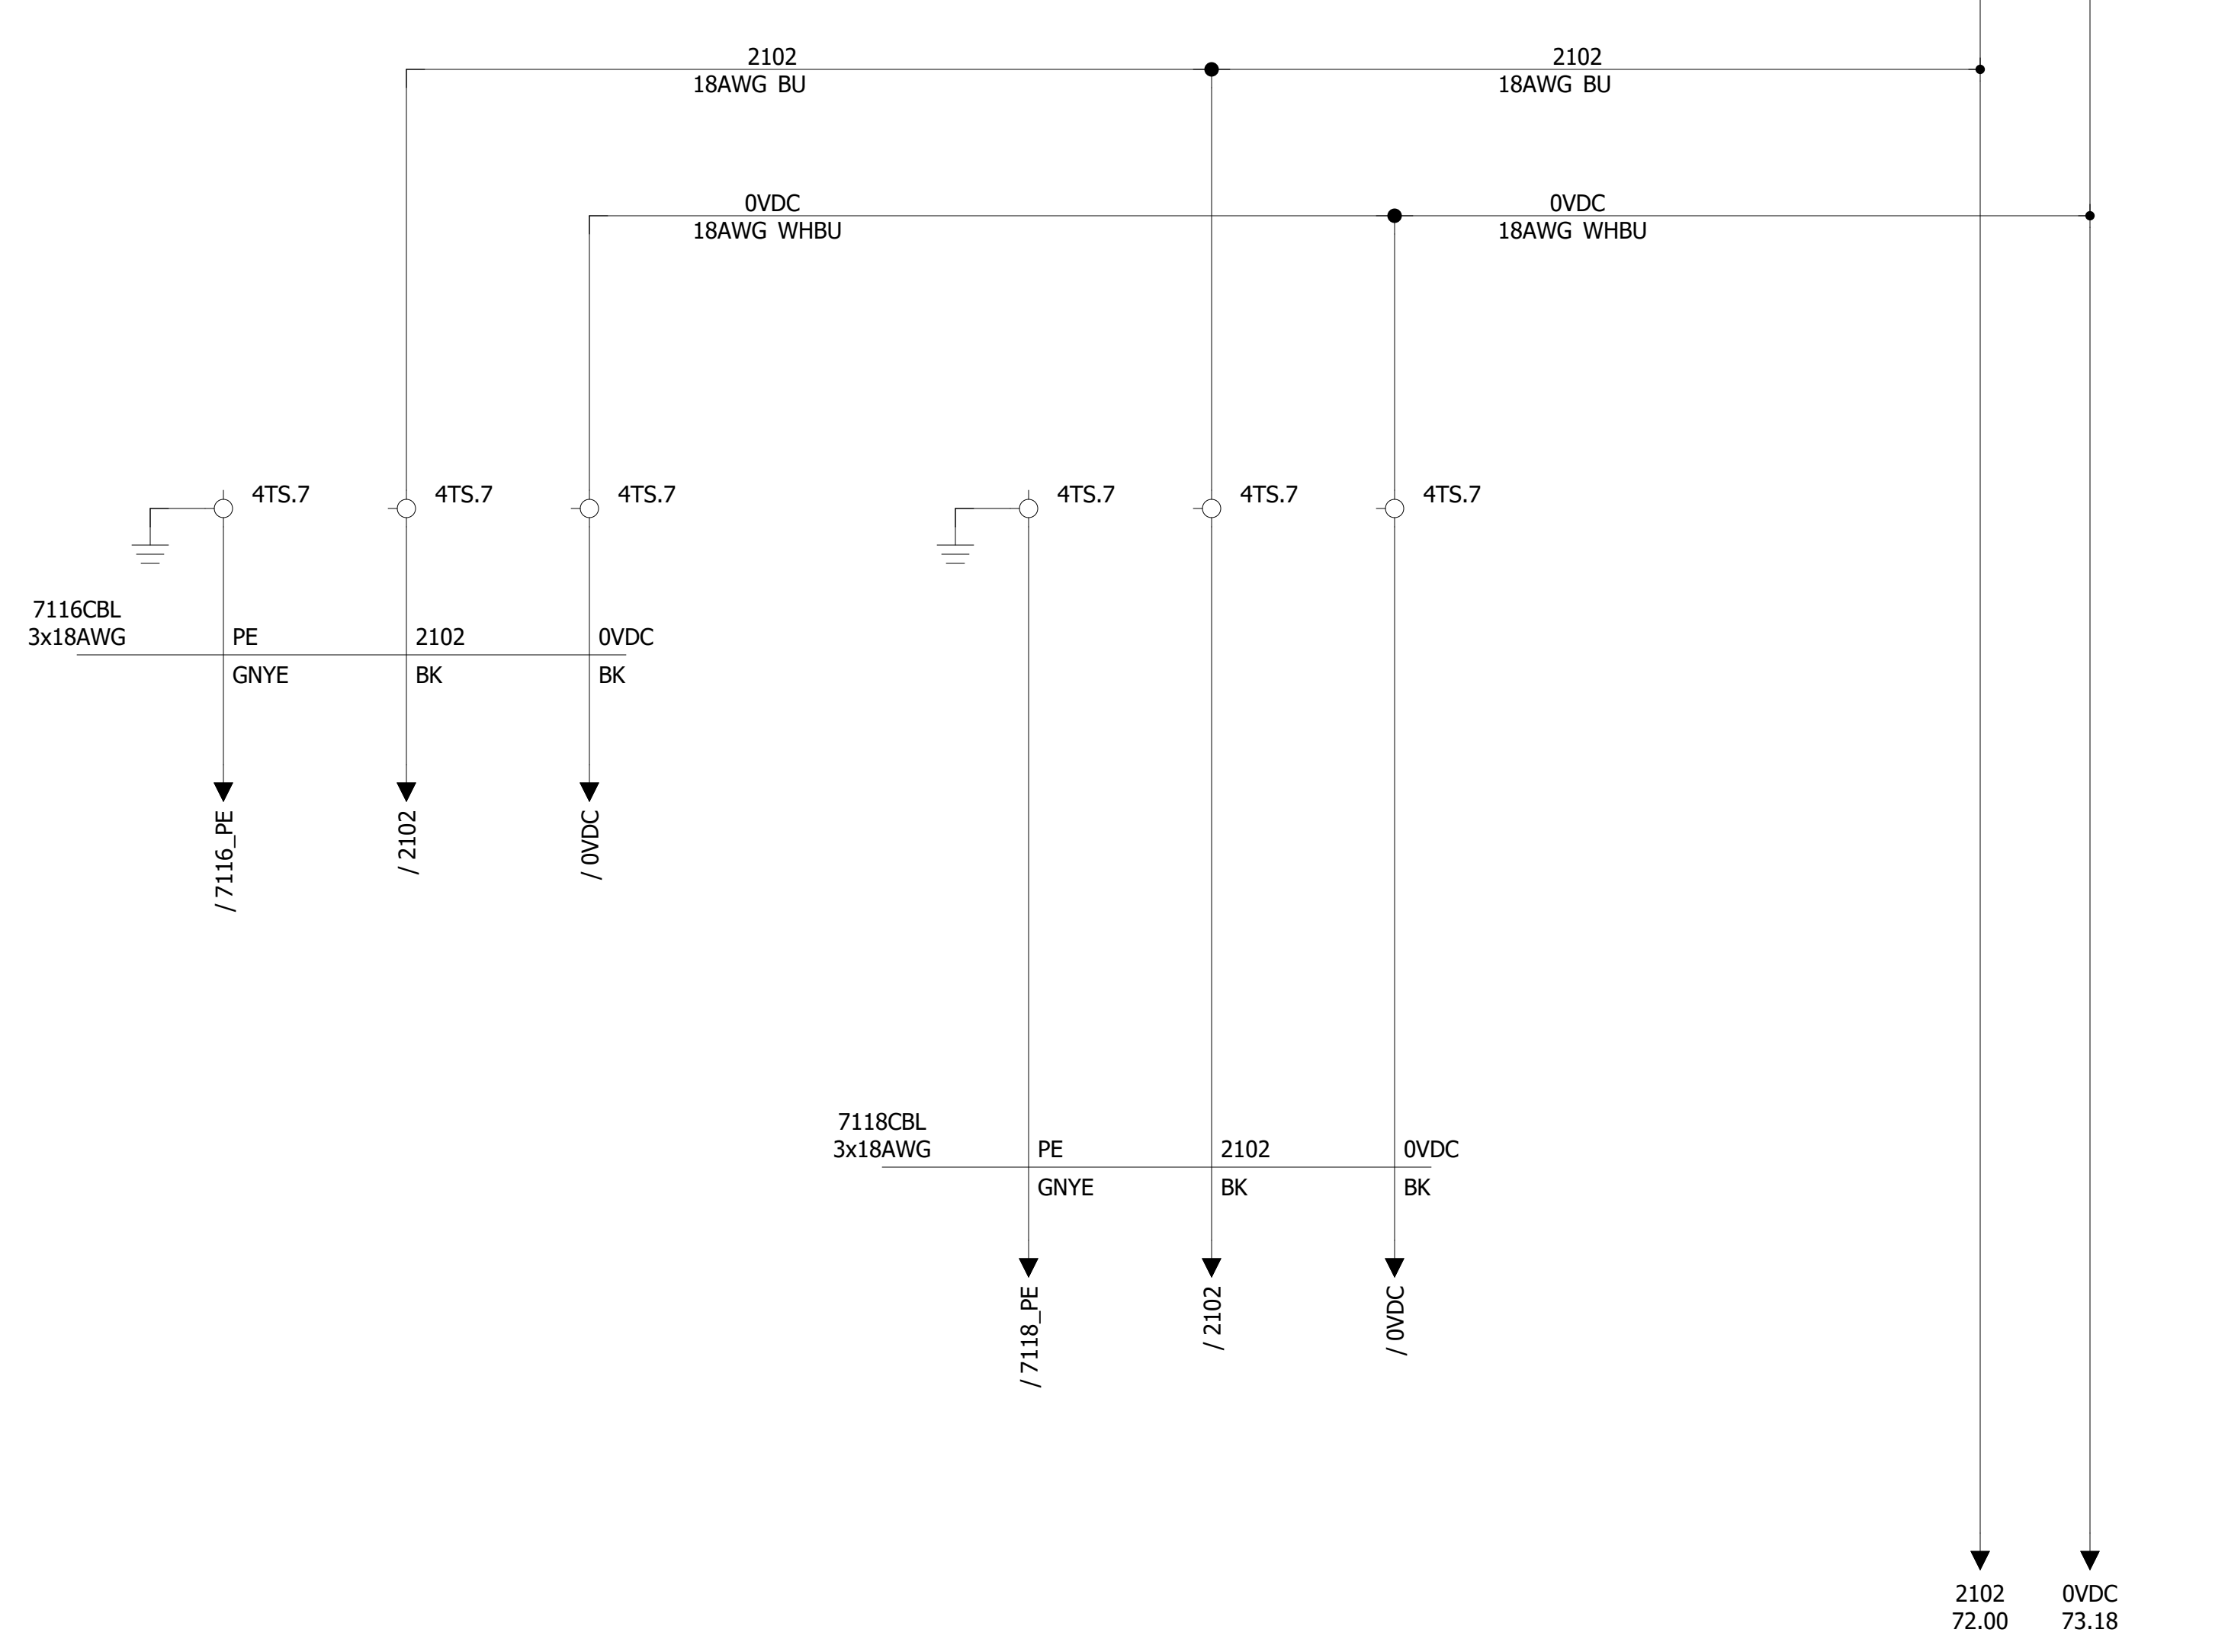 2102
18AWG BU
2102
18AWG BU
0VDC
18AWG WHBU
0VDC
18AWG WHBU
4TS.7
4TS.7
4TS.7
4TS.7
4TS.7
4TS.7
7116CBL
3x18AWG
PE
2102
0VDC
GNYE
BK
BK
/ 7116_PE
/ 2102
/ 0VDC
7118CBL
3x18AWG
PE
2102
0VDC
GNYE
BK
BK
/ 7118_PE
/ 2102
/ 0VDC
2102
72.00
0VDC
73.18